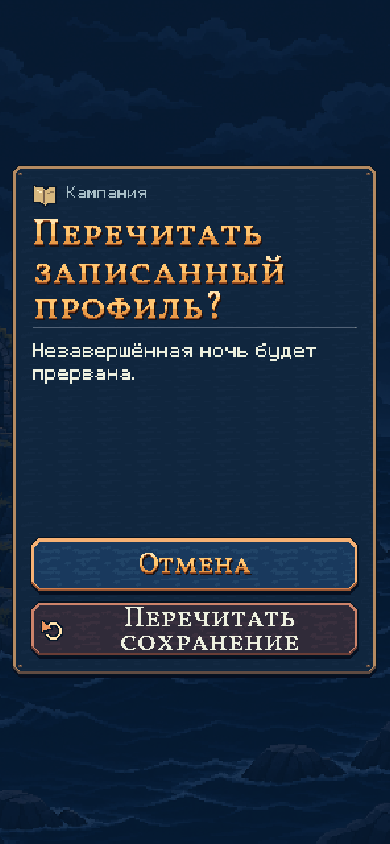 Кампания
Перечитать
записанный
профиль?
Незавершённая ночь будет
прервана.
Отмена
Перечитать
сохранение